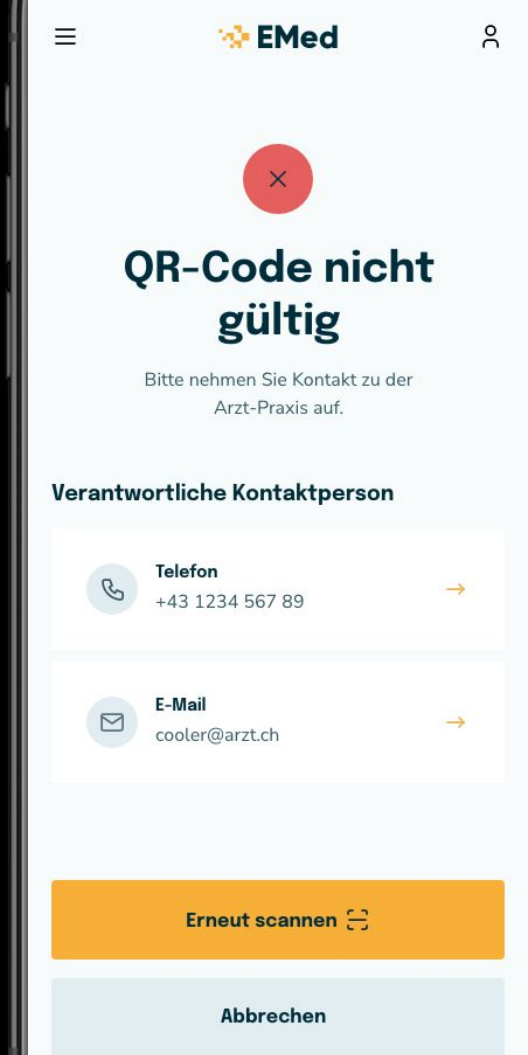 EMed
QR-Code nicht
gültig
Bitte nehmen Sie Kontakt zu der
Arzt-Praxis auf.
Verantwortliche Kontaktperson
Telefon
+43 1234 567 89
E-Mail
cooler@arzt.ch
Erneut scannen
Abbrechen